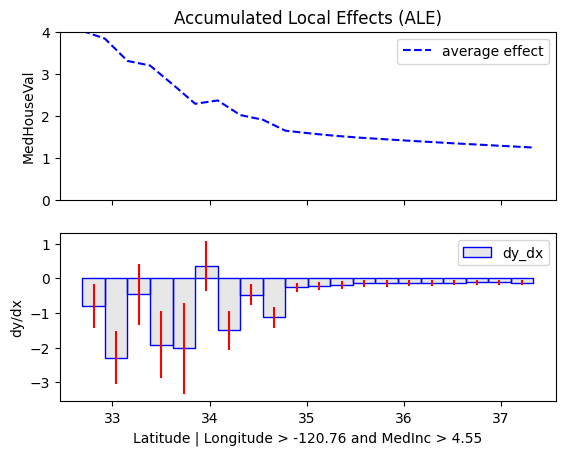 Accumulated Local Effects (ALE)
4
3
2
1
0
MedHouseVal
average effect
1
0
−1
−2
−3
dy/dx
dy_dx
33 34 35 36 37
Latitude | Longitude > -120.76 and MedInc > 4.55